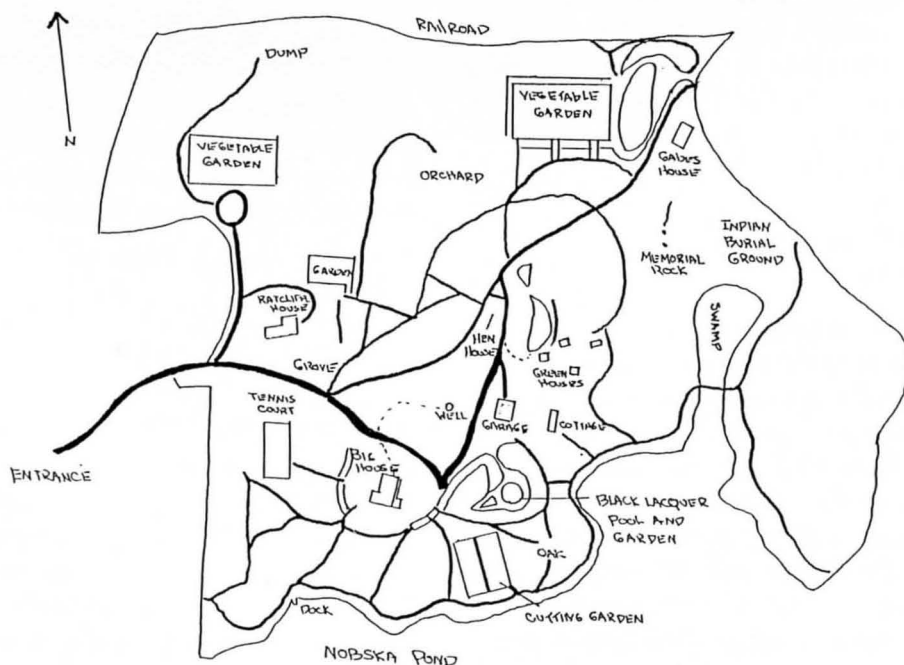 RAILROAD
DUMP
N
VEGETABLE
GARDEN
VEGETABLE
GARDEN
ORCHARD
GABES
HOUSE
MEMORIAL
ROCK
INDIAN
BURIAL
GROUND
GARDEN
RATCLIFF
HOUSE
SWAMP
HEN
HOUSE
GROVE
GREEN
HOUSES
TENNIS
COURT
WELL
GARAGE
COTTAGE
BIG
HOUSE
ENTRANCE
BLACK LACQUER
POOL AND
GARDEN
OAK
DOCK
CUTTING GARDEN
NOBSKA POND